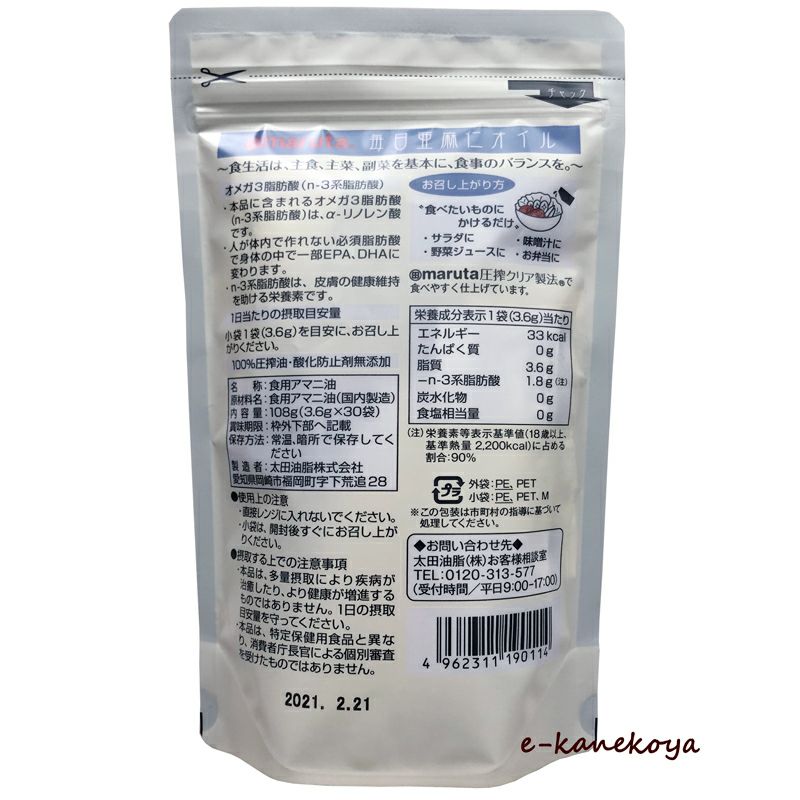 チャック
maruta. 毎日亜麻仁オイル
～食生活は、主食、主菜、副菜を基本に、食事のバランスを。～
オメガ3脂肪酸(n-3系脂肪酸)
・本品に含まれるオメガ3脂肪酸
(n-3系脂肪酸)は、α-リノレン酸
です。
・人が体内で作れない必須脂肪酸
で身体の中で一部EPA、DHAに
変わります。
・n-3系脂肪酸は、皮膚の健康維持
を助ける栄養素です。
1日当たりの摂取目安量
小袋1袋(3.6g)を目安に、お召し上
がりください。
100%圧搾油・酸化防止剤無添加
名 称:食用アマニ油
原材料名:食用アマニ油(国内製造)
内 容 量:108g(3.6g×30袋)
賞味期限:枠外下部へ記載
保存方法:常温、暗所で保存してく
ださい
製 造 者:太田油脂株式会社
愛知県岡崎市福岡町字下荒追28
●使用上の注意
・直接レンジに入れないでください。
・小袋は、開封後すぐにお召し上が
りください。
●摂取する上での注意事項
・本品は、多量摂取により疾病が
治癒したり、より健康が増進する
ものではありません。1日の摂取
目安量を守ってください。
・本品は、特定保健用食品と異な
り、消費者庁長官による個別審査
を受けたものではありません。
2021. 2.21
お召し上がり方
"食べたいものに
かけるだけ"
・サラダに
・味噌汁に
・野菜ジュースに
・お弁当に
maruta圧搾クリア製法®で
食べやすく仕上げています。
栄養成分表示1袋(3.6g)当たり
エネルギー 33kcal
たんぱく質 0g
脂質 3.6g
－n-3系脂肪酸 1.8g(注)
炭水化物 0g
食塩相当量 0g
(注)栄養素等表示基準値(18歳以上、
基準熱量 2,200kcal)に占める
割合:90%
プラ
外袋:PE、PET
小袋:PE、PET、M
※この包装は市町村の指導に基づいて
処理してください。
◆お問い合わせ先◆
太田油脂(株)お客様相談室
TEL:0120-313-577
(受付時間／平日9:00-17:00)
4 962311 190114
e-kanekoya